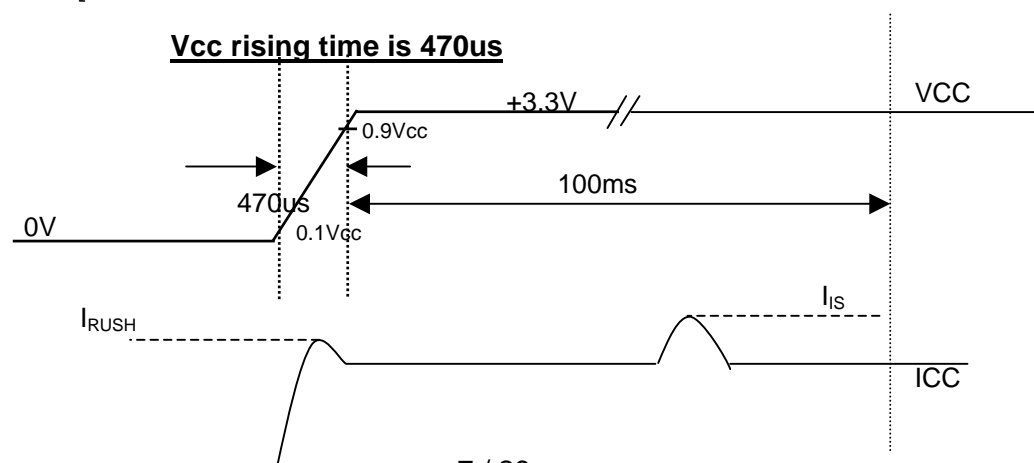 Vcc rising time is 470us
+3.3V
VCC
0.9Vcc
470us
100ms
0V
0.1Vcc
IRUSH
IIS
ICC